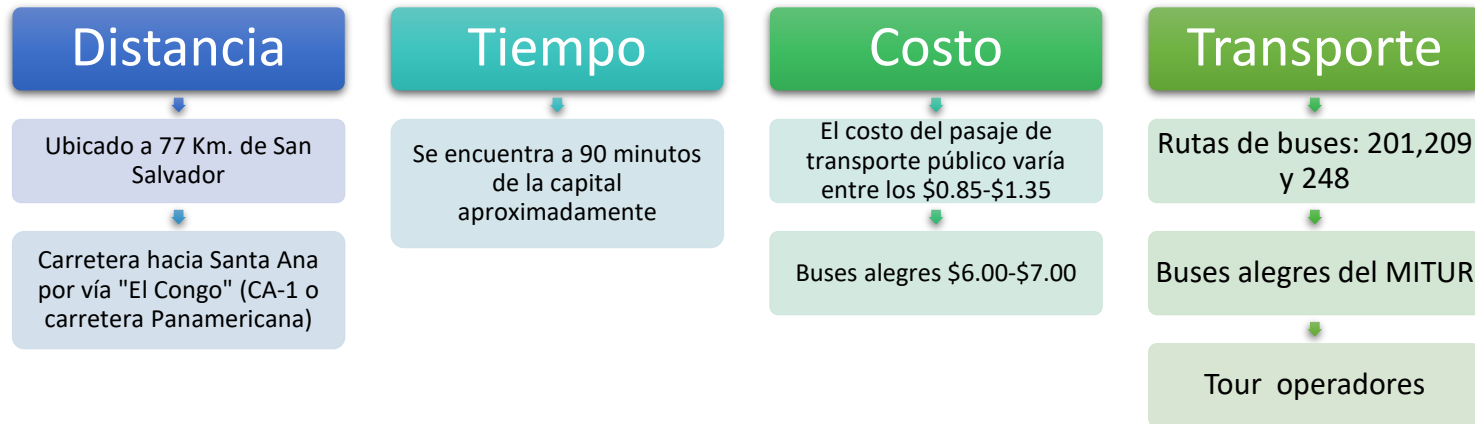 Distancia
Ubicado a 77 Km. de San
Salvador
Carretera hacia Santa Ana
por vía "El Congo" (CA-1 o
carretera Panamericana)
Tiempo
Se encuentra a 90 minutos
de la capital
aproximadamente
Costo
El costo del pasaje de
transporte público varía
entre los $0.85-$1.35
Buses alegres $6.00-$7.00
Transporte
Rutas de buses: 201,209
y 248
Buses alegres del MITUR
Tour operadores